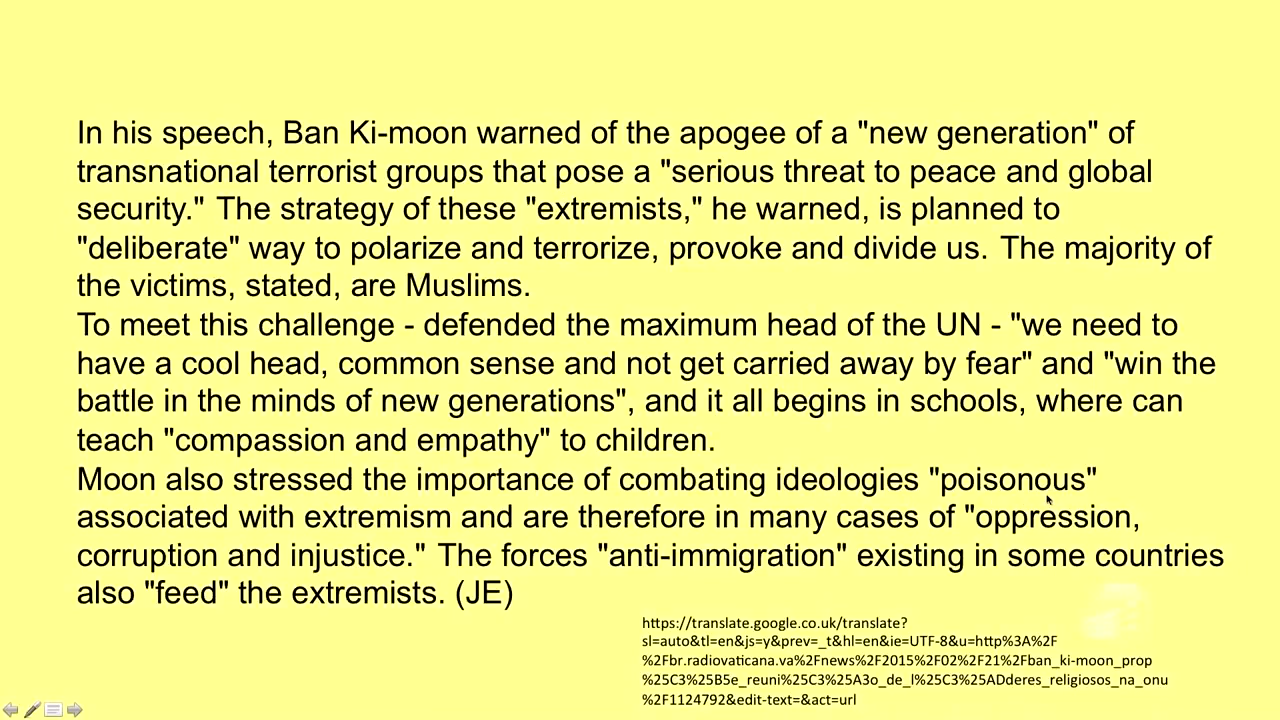 In his speech, Ban Ki-moon warned of the apogee of a "new generation" of
transnational terrorist groups that pose a "serious threat to peace and global
security." The strategy of these "extremists," he warned, is planned to
"deliberate" way to polarize and terrorize, provoke and divide us. The majority of
the victims, stated, are Muslims.
To meet this challenge - defended the maximum head of the UN - "we need to
have a cool head, common sense and not get carried away by fear" and "win the
battle in the minds of new generations", and it all begins in schools, where can
teach "compassion and empathy" to children.
Moon also stressed the importance of combating ideologies "poisonous"
associated with extremism and are therefore in many cases of "oppression,
corruption and injustice." The forces "anti-immigration" existing in some countries
also "feed" the extremists. (JE)
https://translate.google.co.uk/translate?
sl=auto&tl=en&js=y&prev=_t&hl=en&ie=UTF-8&u=http%3A%2F
%2Fbr.radiovaticana.va%2Fnews%2F2015%2F02%2F21%2Fban_ki-moon_prop
%25C3%25B5e_reuni%25C3%25A3o_de_l%25C3%25ADderes_religiosos_na_onu
%2F1124792&edit-text=&act=url